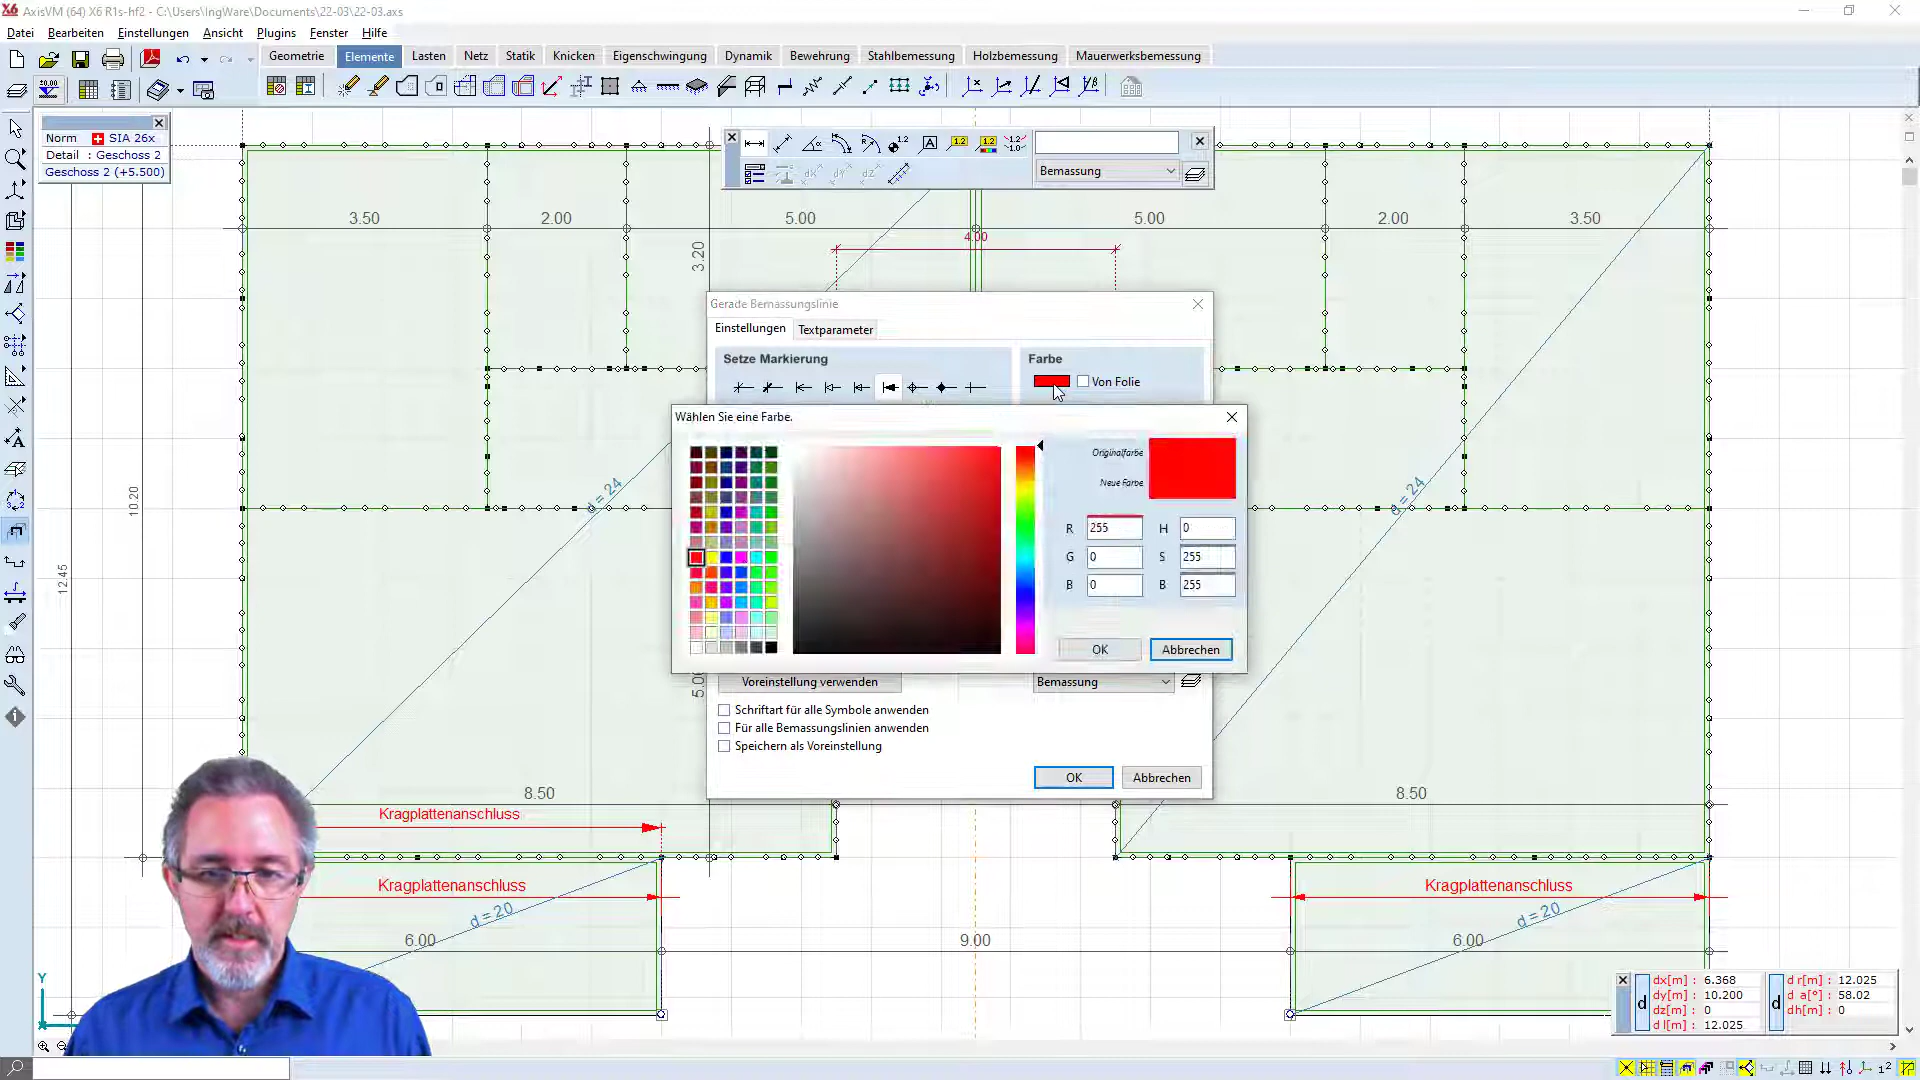 AxisVM (64) X6 R1s-hf2 - C:\Users\IngWare\Documents\22-03\22-03.axs
Datei Bearbeiten Einstellungen Ansicht Plugins Fenster Hilfe
Geometrie Elemente Lasten Netz Statik Knicken Eigenschwingung Dynamik Bewehrung Stahlbemessung Holzbemessung Mauerwerksbemessung
Norm SIA 26x
Detail : Geschoss 2
Geschoss 2 (+5.500)
Bemassung
3.50 2.00 5.00 5.00 2.00 3.50
4.00
3.20
10.20
12.45
d = 24
d = 24
Gerade Bemassungslinie
Einstellungen Textparameter
Setze Markierung
Farbe
Von Folie
Wählen Sie eine Farbe.
Originalfarbe
Neue Farbe
R 255 H 0
G 0 S 255
B 0 B 255
OK Abbrechen
Voreinstellung verwenden
Bemassung
Schriftart für alle Symbole anwenden
Für alle Bemassungslinien anwenden
Speichern als Voreinstellung
OK Abbrechen
8.50 8.50
Kragplattenanschluss
Kragplattenanschluss
Kragplattenanschluss
d = 20
d = 20
6.00 9.00 6.00
Y
dx[m] : 6.368
dy[m] : 10.200
dz[m] : 0
d l[m] : 12.025
d r[m] : 12.025
d a[°] : 58.02
dh[m] : 0